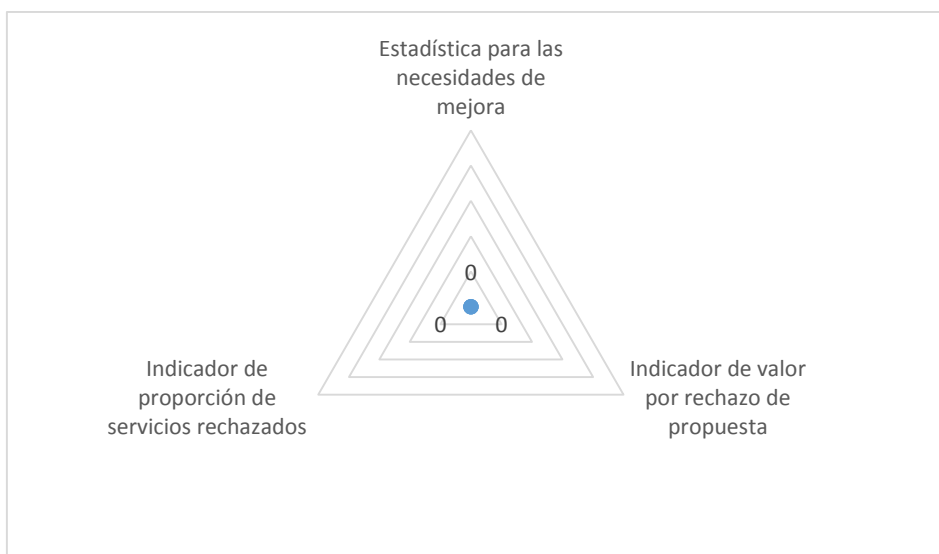 Estadística para las
necesidades de
mejora
0
0
0
Indicador de
proporción de
servicios rechazados
Indicador de valor
por rechazo de
propuesta